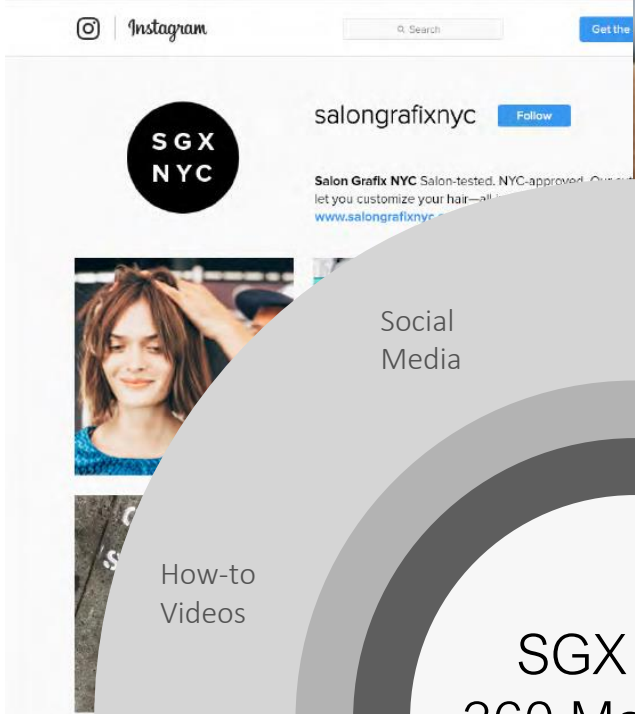 Instagram
Search
Get the
SGX
NYC
salongrafixnyc
Follow
Salon Grafix NYC Salon-tested. NYC-approved.
let you customize your hair—all
www.salongrafixnyc
Social
Media
How-to
Videos
SGX
360